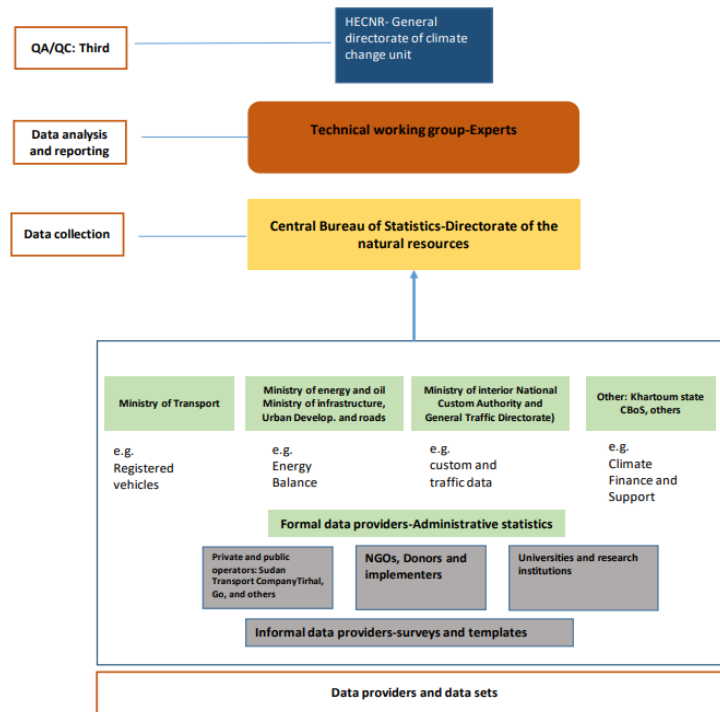 HECNR- General
directorate of climate
change unit
QA/QC: Third
Technical working group-Experts
Data analysis
and reporting
Central Bureau of Statistics-Directorate of the
natural resources
Data collection
Ministry of Transport
Ministry of energy and oil
Ministry of infrastructure,
Urban Develop. and roads
Ministry of interior National
Custom Authority and
General Traffic Directorate)
Other: Khartoum state
CBoS, others
e.g.
Registered
vehicles
e.g.
Energy
Balance
e.g.
custom and
traffic data
e.g.
Climate
Finance and
Support
Formal data providers-Administrative statistics
Private and public
operators: Sudan
Transport CompanyTirhal,
Go, and others
NGOs, Donors and
implementers
Universities and research
institutions
Informal data providers-surveys and templates
Data providers and data sets